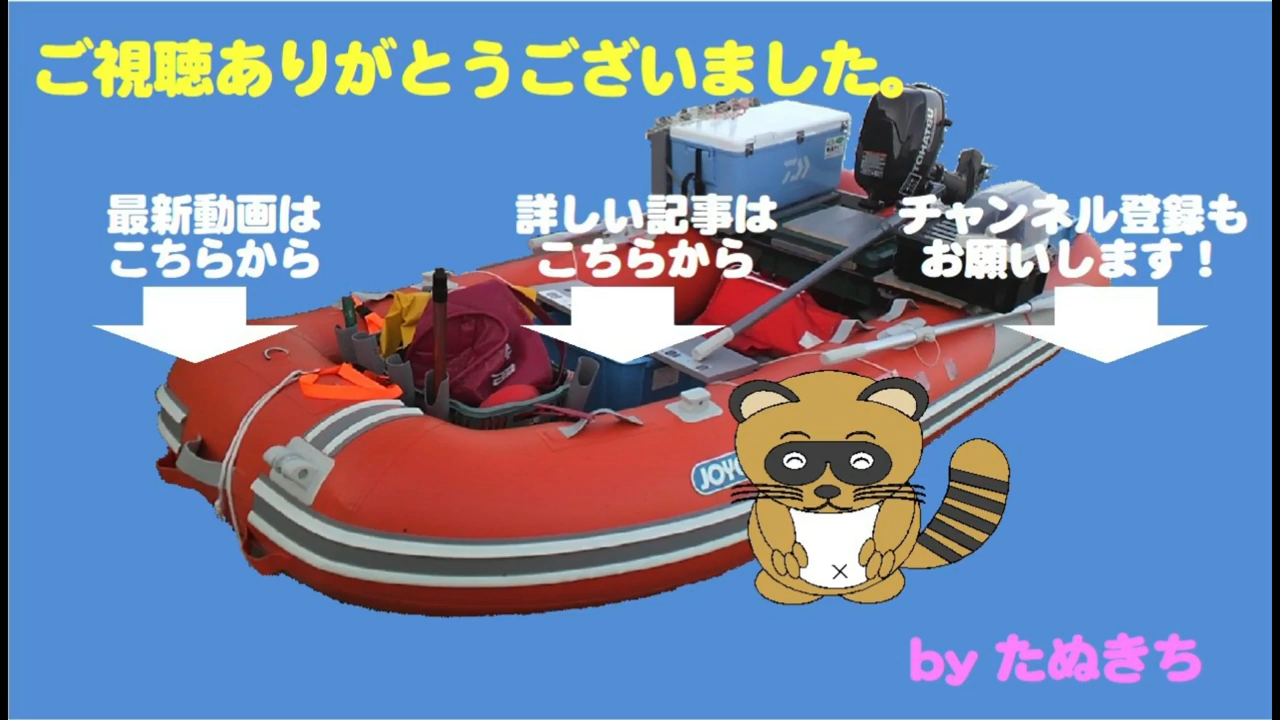 ご視聴ありがとうございました。
最新動画は
こちらから
詳しい記事は
こちらから
チャンネル登録も
お願いします！
TOHATSU
JOY
by たぬきち